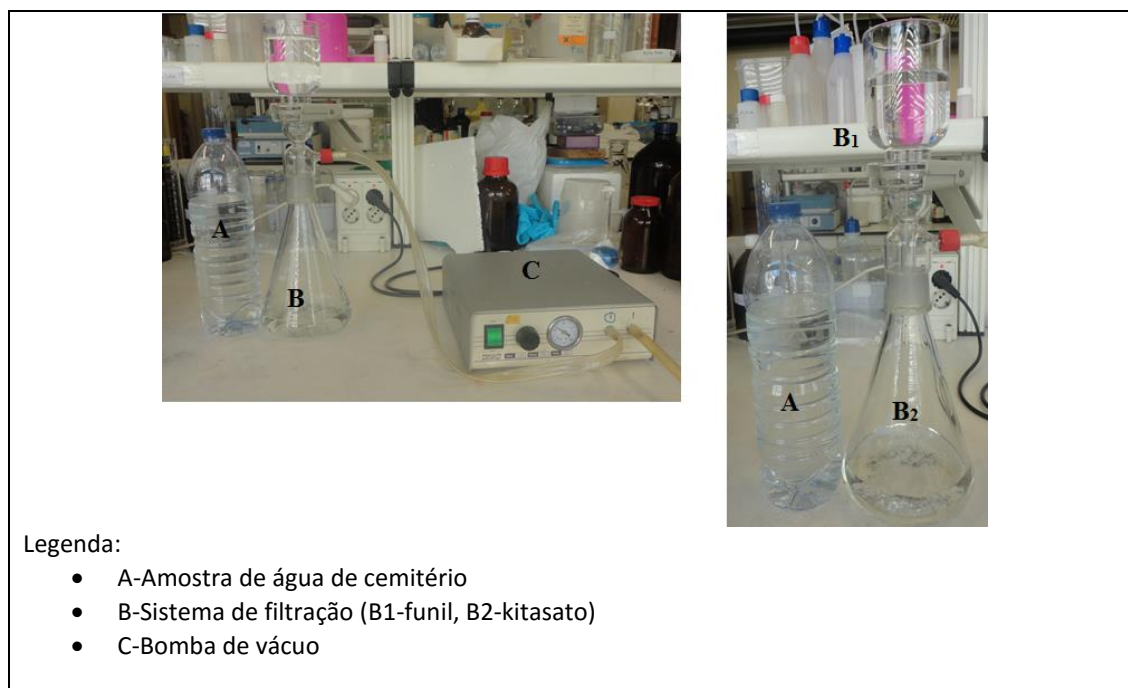 A
B
C
B1
A
B2
Legenda:
• A-Amostra de água de cemitério
• B-Sistema de filtração (B1-funil, B2-kitasato)
• C-Bomba de vácuo